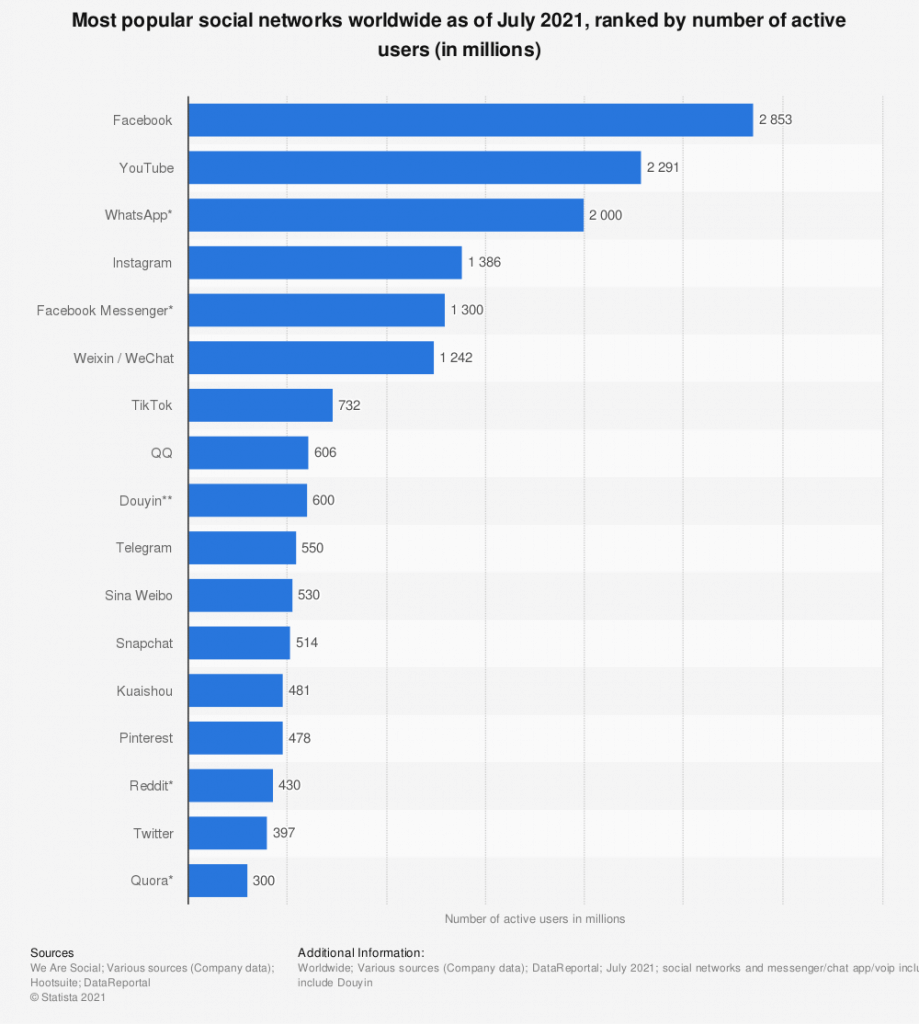 Most popular social networks worldwide as of July 2021, ranked by number of active
users (in millions)
Facebook 2 853
YouTube 2 291
WhatsApp* 2 000
Instagram 1 386
Facebook Messenger* 1 300
Weixin / WeChat 1 242
TikTok 732
QQ 606
Douyin** 600
Telegram 550
Sina Weibo 530
Snapchat 514
Kuaishou 481
Pinterest 478
Reddit* 430
Twitter 397
Quora* 300
Number of active users in millions
Sources
We Are Social; Various sources (Company data);
Hootsuite; DataReportal
© Statista 2021
Additional Information:
Worldwide; Various sources (Company data); DataReportal; July 2021; social networks and messenger/chat app/voip
include Douyin